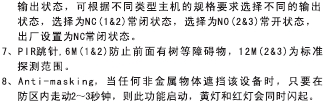 输出状态，可根据不同类型主机的规格要求选择不同的输出
状态，选择为NC(1&2)常闭状态，选择为NO(2&3)常开状态，
出厂设置为NC常闭状态。
7、PIR跳针，6M(1&2)防止前面有树等障碍物，12M(2&3)为标准
探测范围。
8、Anti-masking，当任何非金属物体遮挡该设备时，只要在
防区内走动2～3秒钟，则此功能启动，黄灯和红灯会同时闪起。